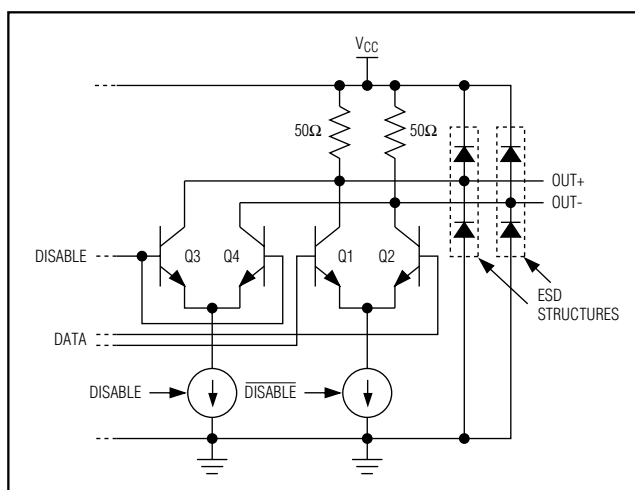 VCC
50Ω 50Ω
OUT+
OUT-
DISABLE Q3 Q4 Q1 Q2
ESD
STRUCTURES
DATA
DISABLE DISABLE